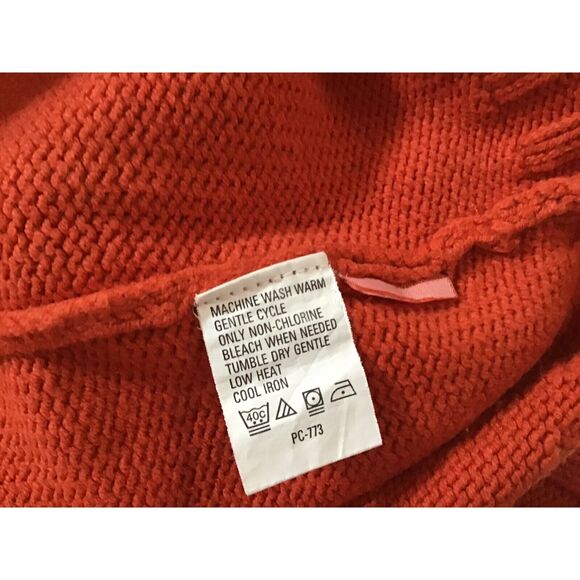 MACHINE WASH WARM
GENTLE CYCLE
ONLY NON-CHLORINE
BLEACH WHEN NEEDED
TUMBLE DRY GENTLE
LOW HEAT
COOL IRON
40C
PC-773